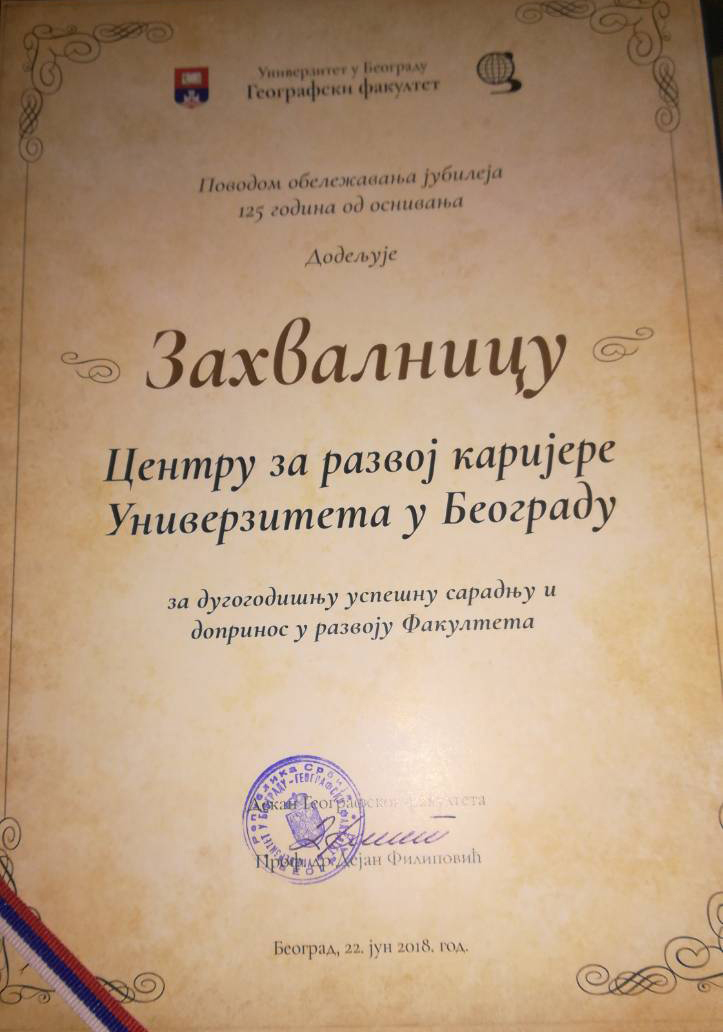 Универзитет у Београду
Географски факултет
Поводом обележавања јубилеја
125 година од оснивања
Додељује
Захвалницу
Центру за развој каријере
Универзитета у Београду
за дугогодишњу успешну сарадњу и
допринос у развоју Факултета
Република Србија
Декан Географског факултета
Проф. др Дејан Филиповић
Београд, 22. јун 2018. год.